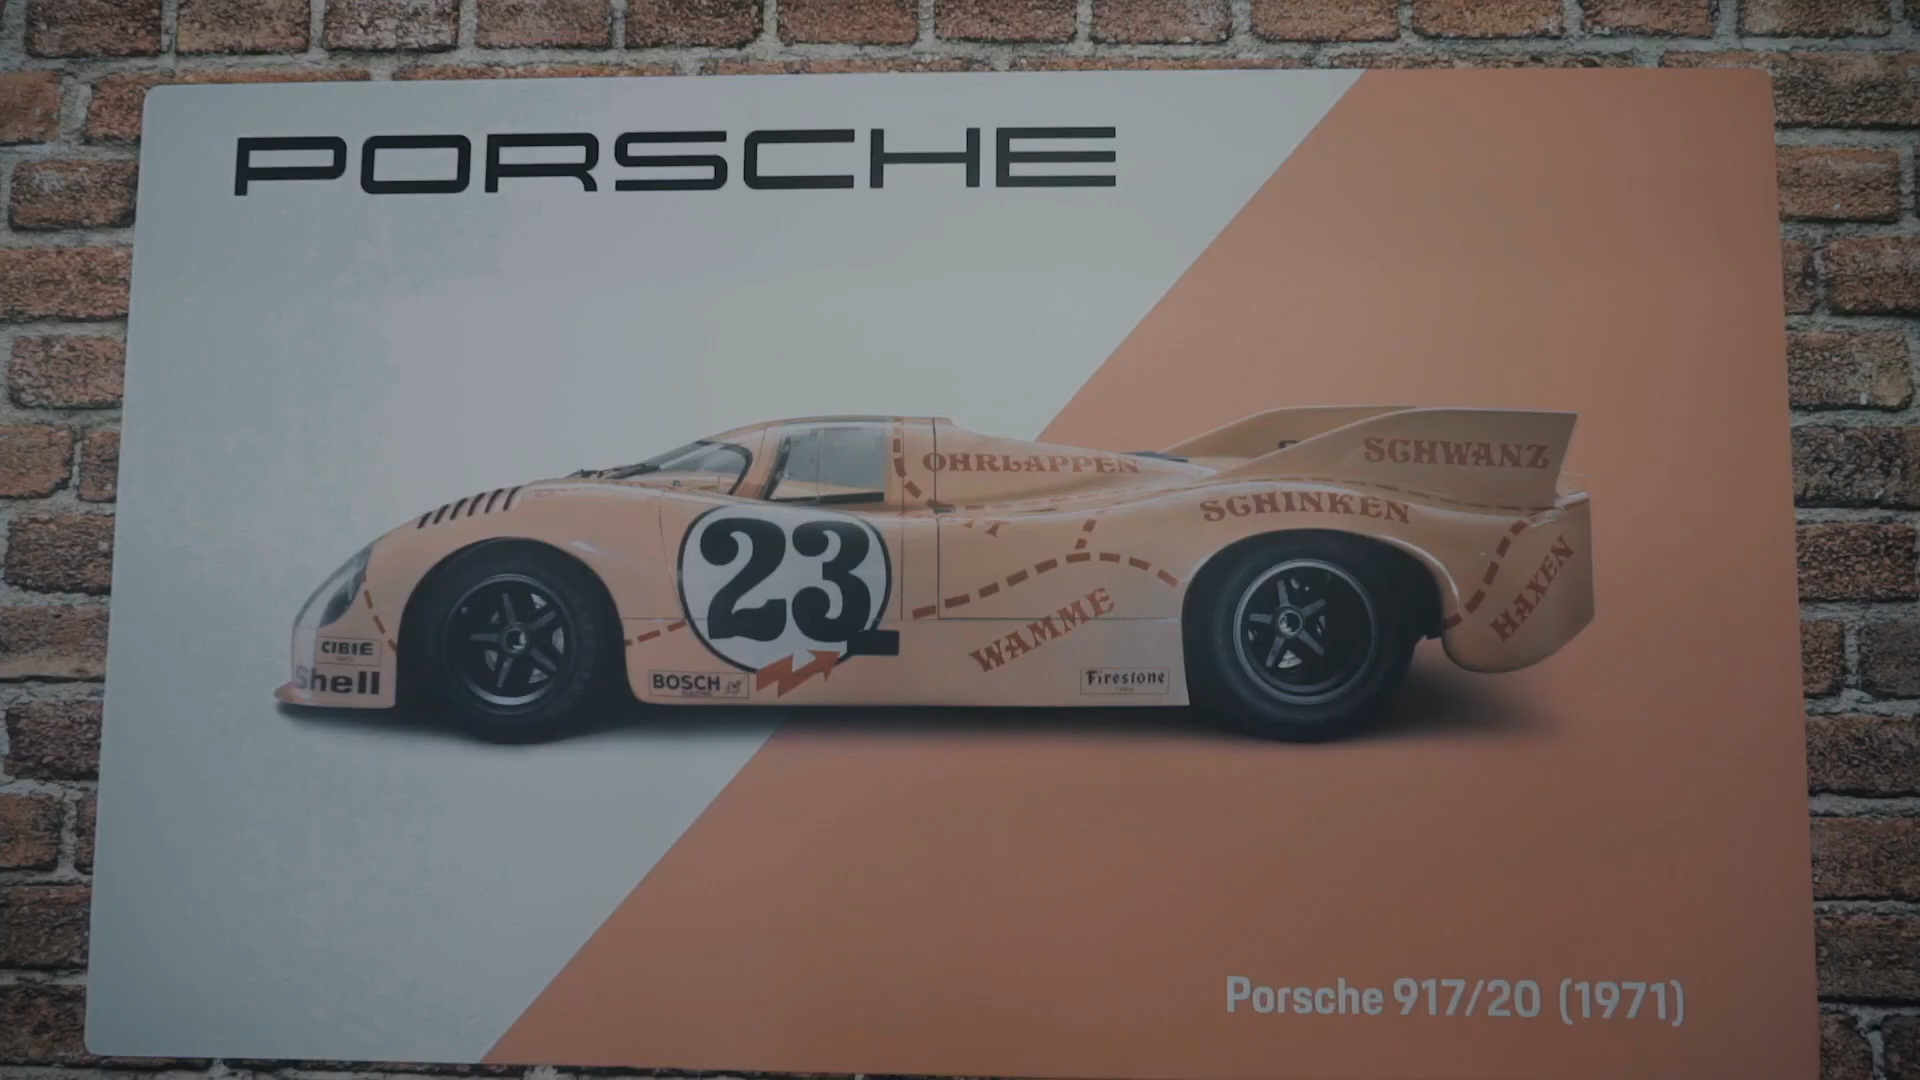 PORSCHE
OHRLAPPEN
SCHWANZ
SCHINKEN
23
HAXEN
WAMME
CIBIE
Shell
BOSCH
Firestone
Porsche 917/20 (1971)